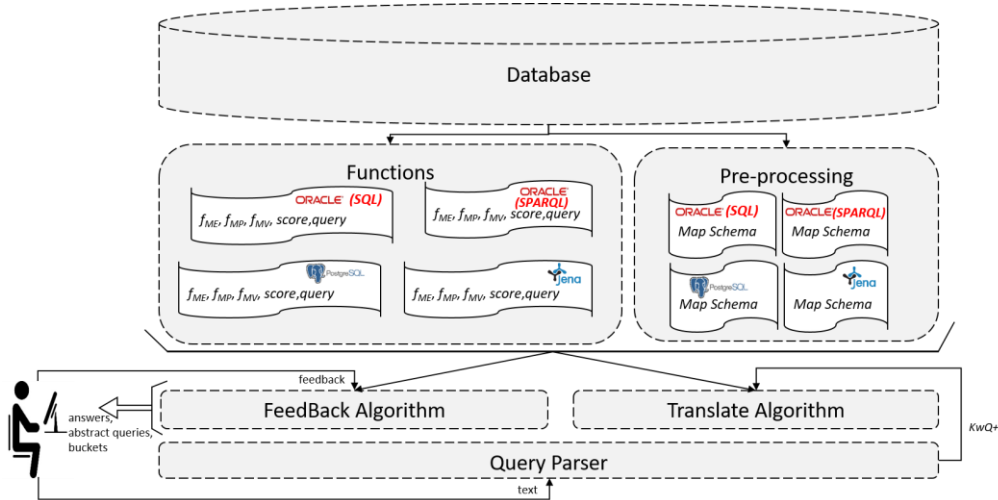 Database
Functions
Pre-processing
ORACLE (SQL)
f_ME, f_MP, f_MV, score,query
ORACLE
(SPARQL)
f_ME, f_MP, f_MV, score,query
ORACLE (SQL)
Map Schema
ORACLE(SPARQL)
Map Schema
PostgreSQL
f_ME, f_MP, f_MV, score,query
Jena
f_ME, f_MP, f_MV, score,query
PostgreSQL
Map Schema
Jena
Map Schema
feedback
FeedBack Algorithm
Translate Algorithm
answers,
abstract queries,
buckets
KwQ+
Query Parser
text